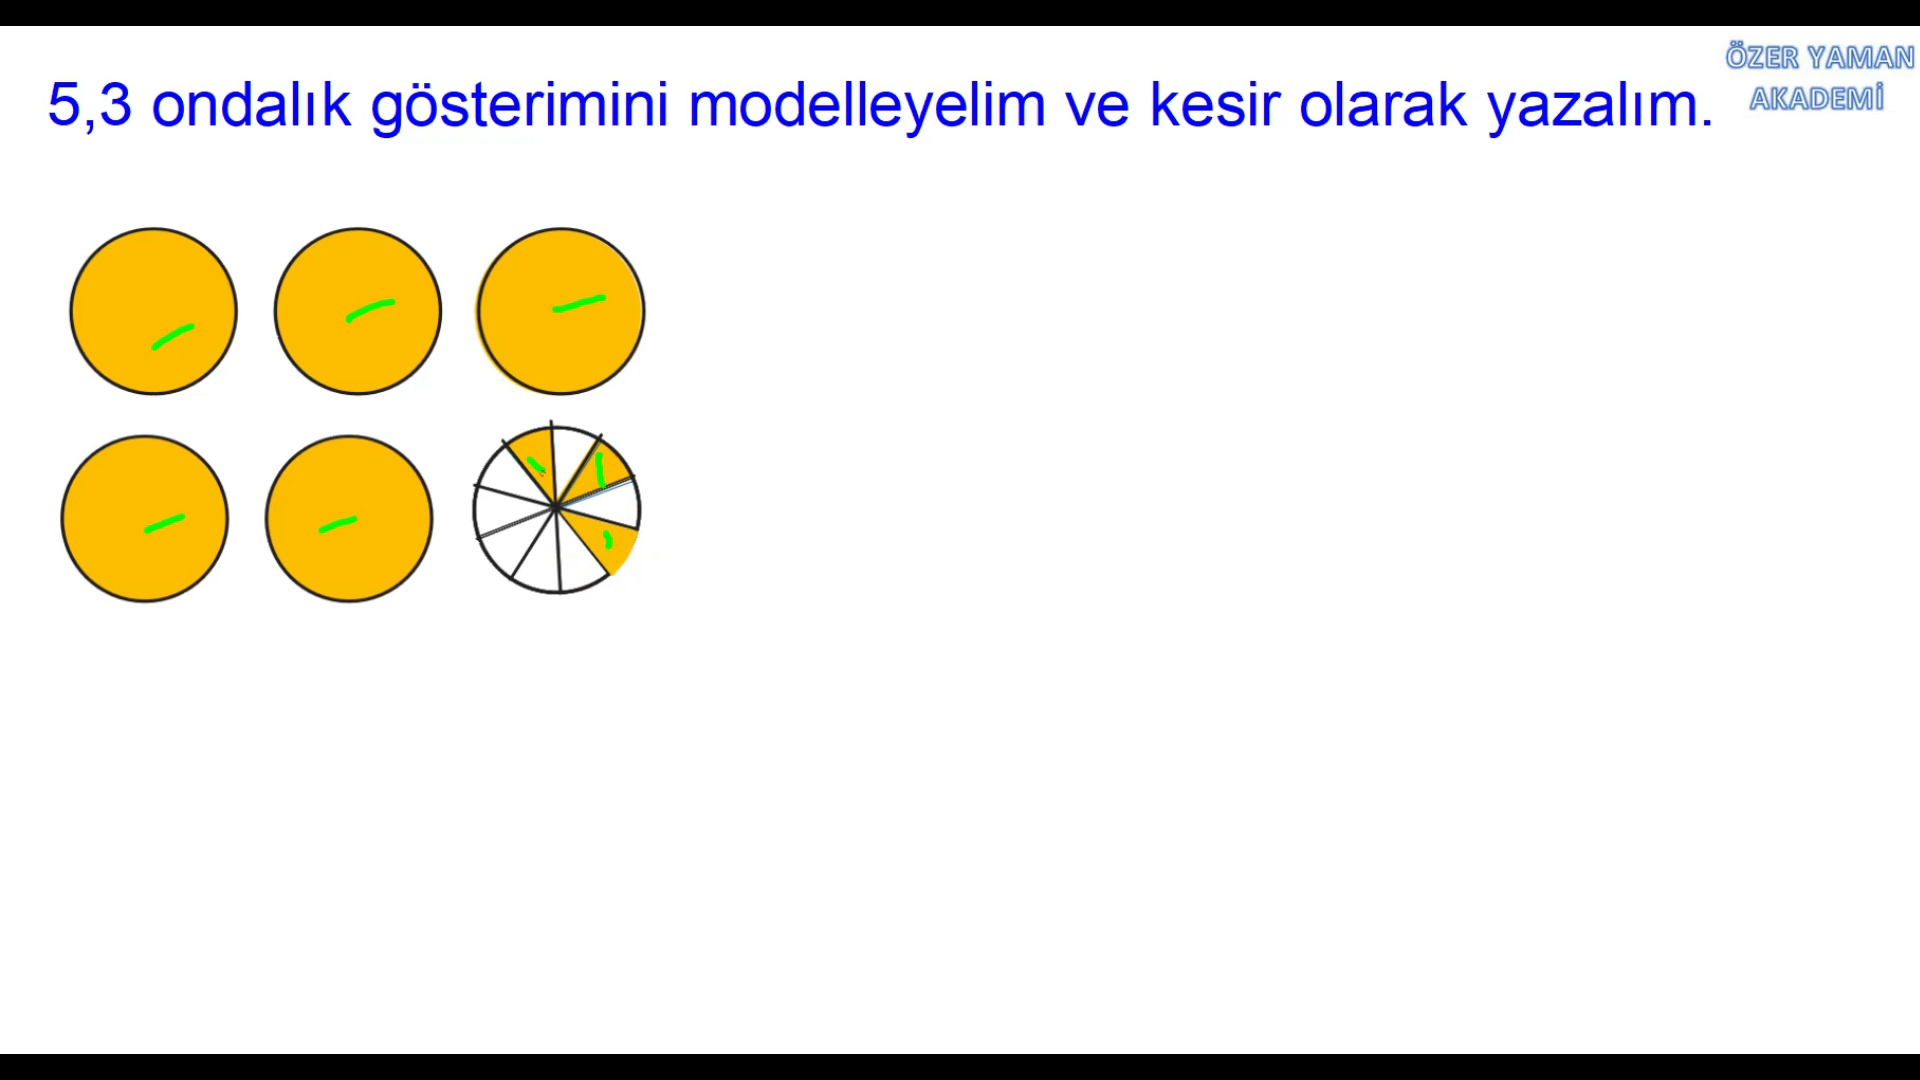 5,3 ondalık gösterimini modelleyelim ve kesir olarak yazalım.
ÖZER YAMAN
AKADEMİ